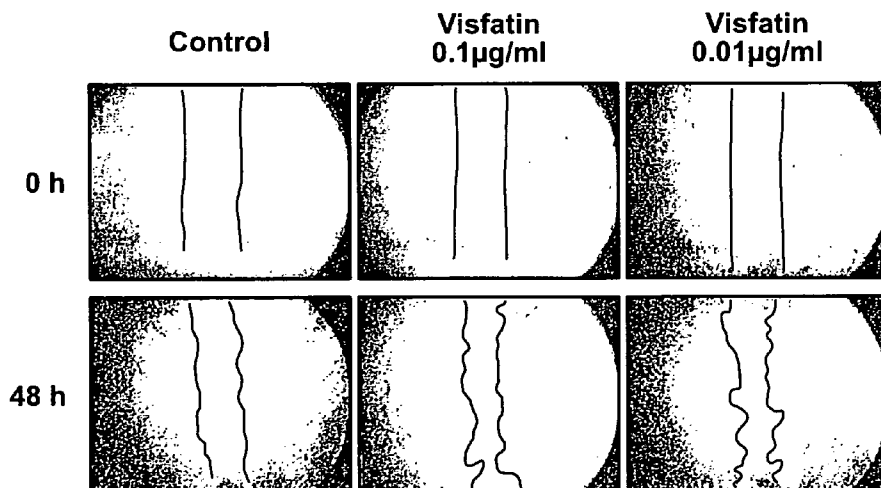 Control
Visfatin
0.1µg/ml
Visfatin
0.01µg/ml
0 h
48 h